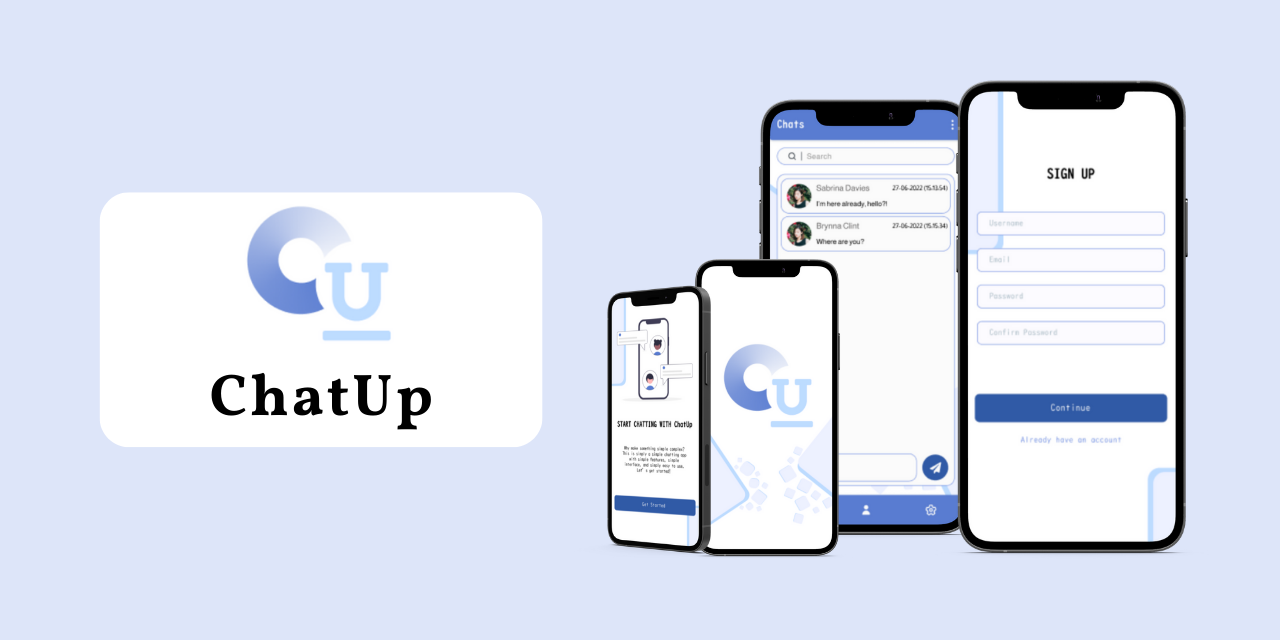 CU
ChatUp
START CHATTING WITH ChatUp
Why make something simple complex?
This is simply a simple chatting app
with simple features, simple
interface, and simply easy to use.
Let's get started!
Get Started
CU
Chats
Search
Sabrina Davies 27-06-2022 (15:13:54)
I'm here already, hello?!
Brynna Clint 27-06-2022 (15:15:34)
Where are you?
SIGN UP
Username
Email
Password
Confirm Password
Continue
Already have an account